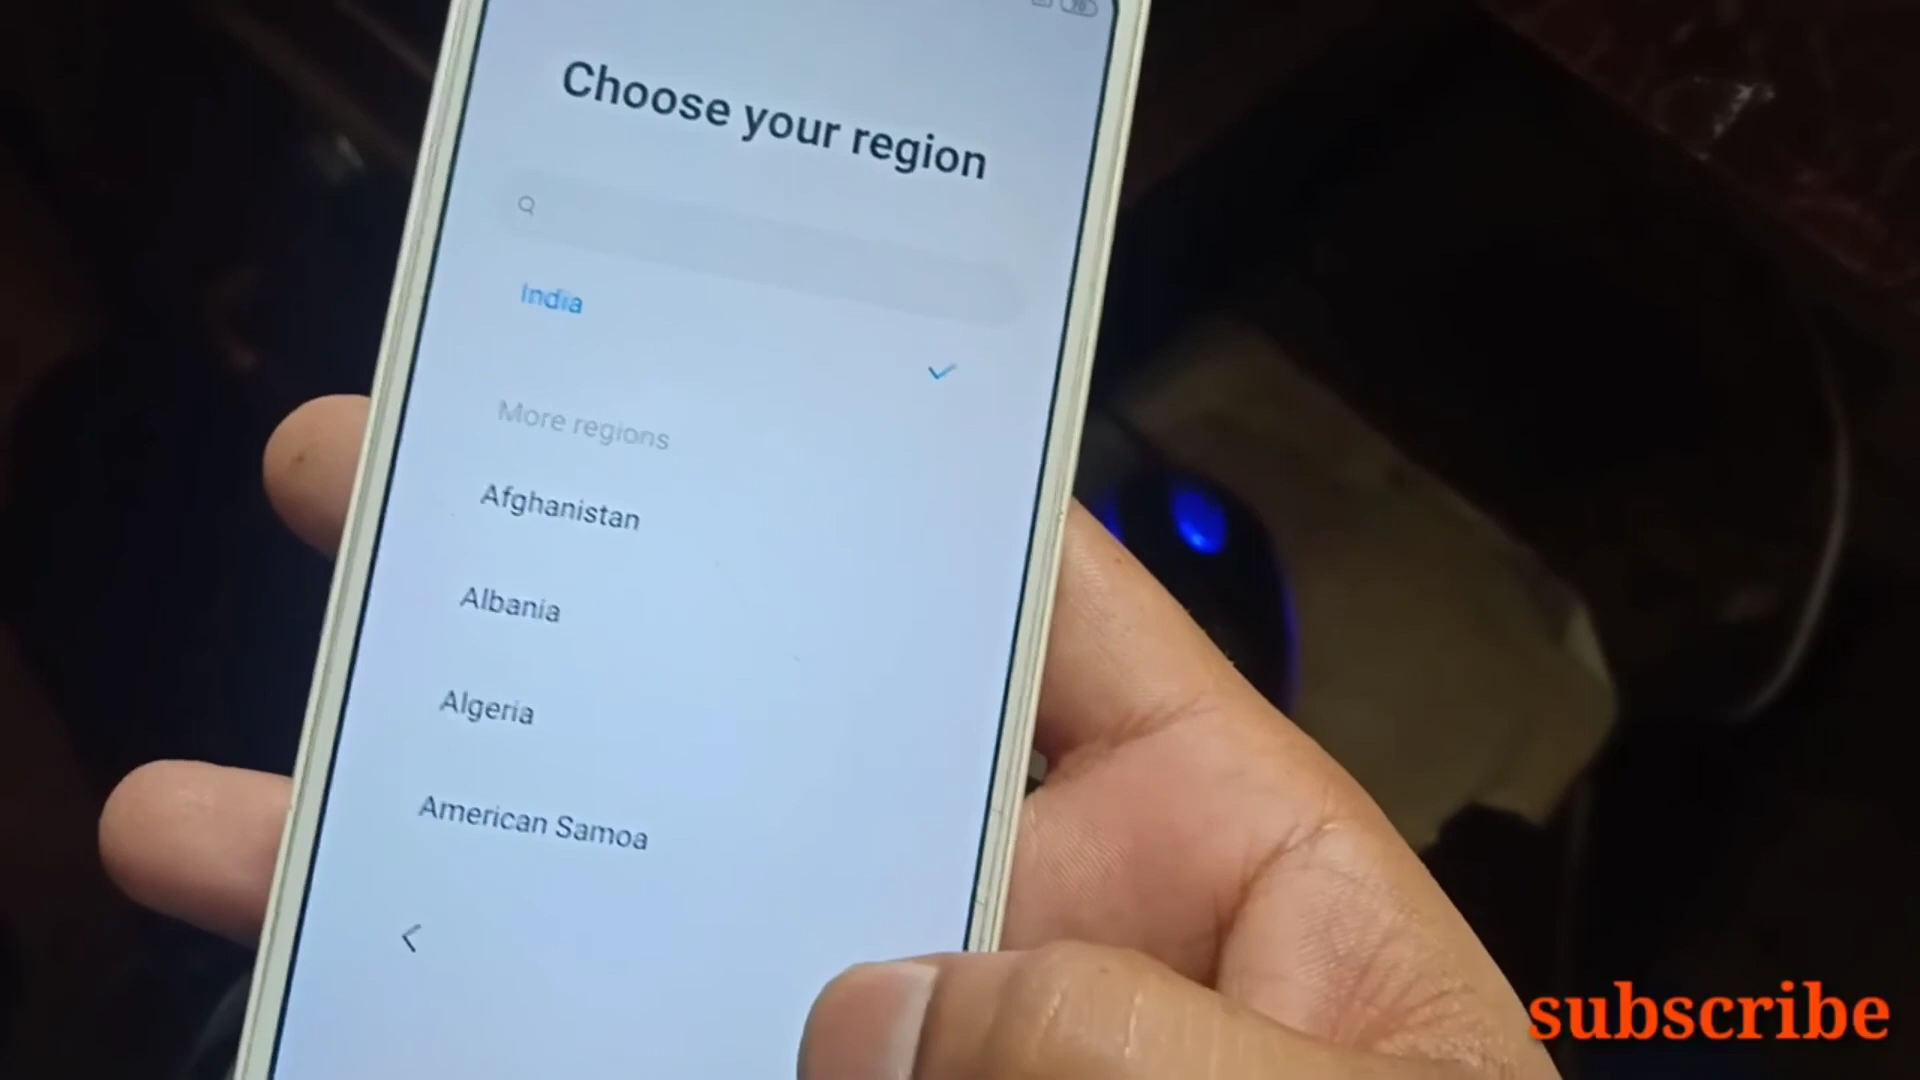 Choose your region
India
More regions
Afghanistan
Albania
Algeria
American Samoa
subscribe